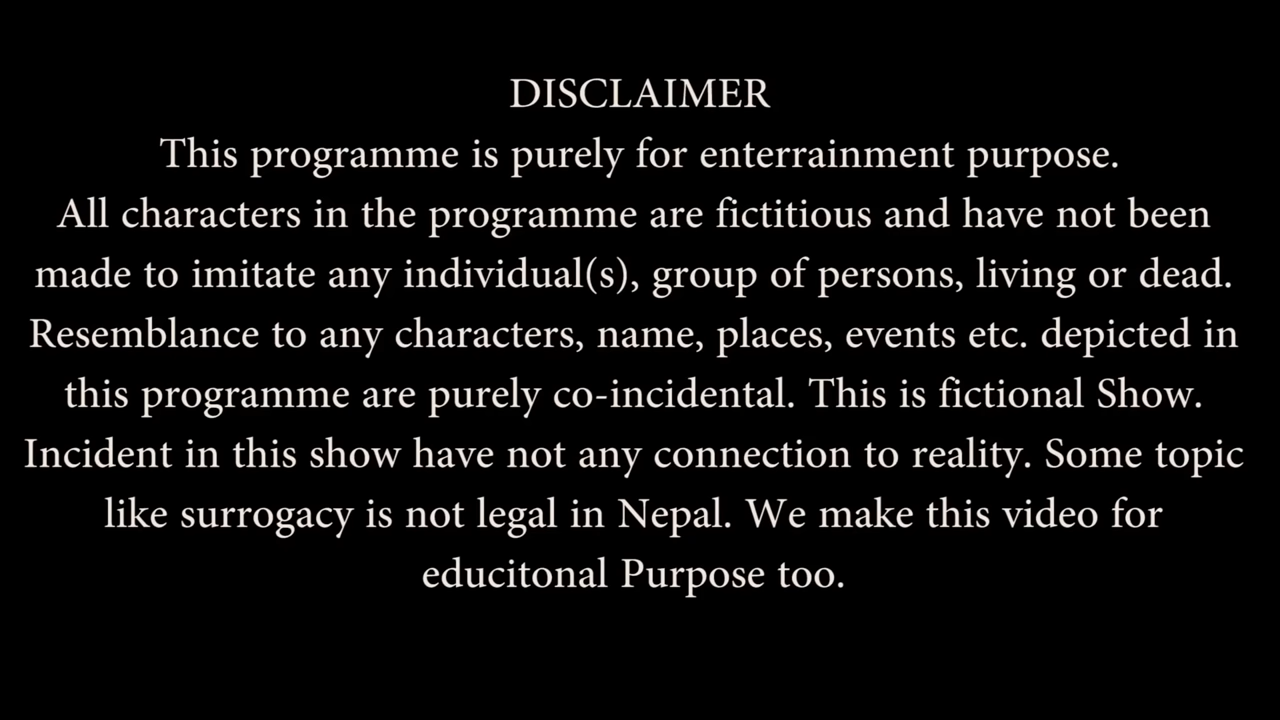 DISCLAIMER
This programme is purely for enterrainment purpose.
All characters in the programme are fictitious and have not been
made to imitate any individual(s), group of persons, living or dead.
Resemblance to any characters, name, places, events etc. depicted in
this programme are purely co-incidental. This is fictional Show.
Incident in this show have not any connection to reality. Some topic
like surrogacy is not legal in Nepal. We make this video for
educitonal Purpose too.